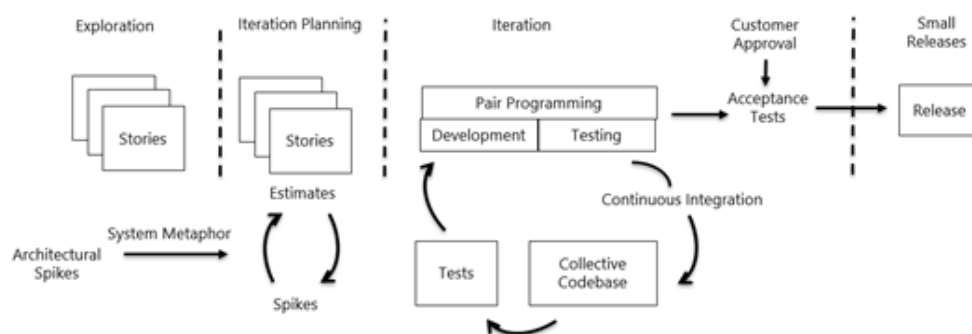 Exploration
Iteration Planning
Iteration
Customer
Approval
Small
Releases
Stories
Stories
Pair Programming
Development
Testing
Acceptance
Tests
Release
Estimates
Continuous Integration
System Metaphor
Architectural
Spikes
Tests
Collective
Codebase
Spikes